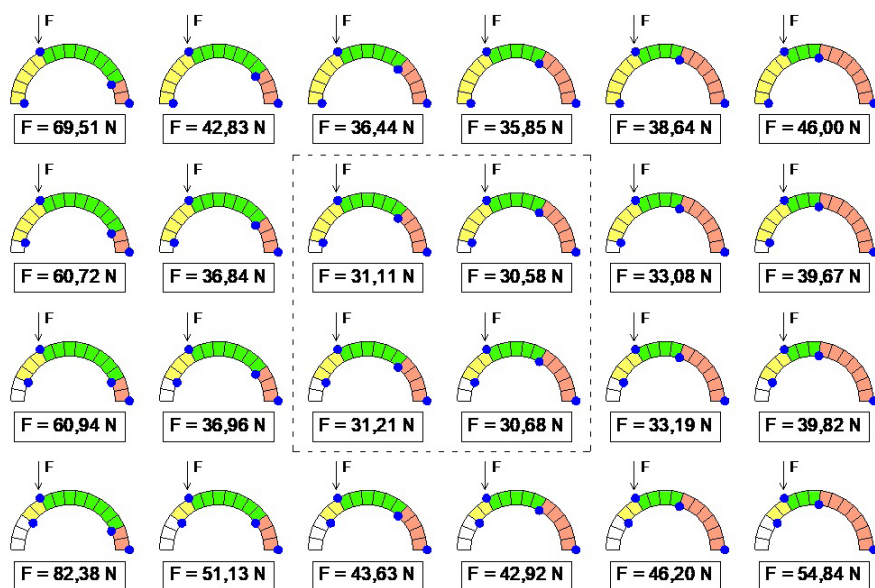 F F F F F F
F = 69,51 N F = 42,83 N F = 36,44 N F = 35,85 N F = 38,64 N F = 46,00 N
F F F F F F
F = 60,72 N F = 36,84 N F = 31,11 N F = 30,58 N F = 33,08 N F = 39,67 N
F F F F F F
F = 60,94 N F = 36,96 N F = 31,21 N F = 30,68 N F = 33,19 N F = 39,82 N
F F F F F F
F = 82,38 N F = 51,13 N F = 43,63 N F = 42,92 N F = 46,20 N F = 54,84 N